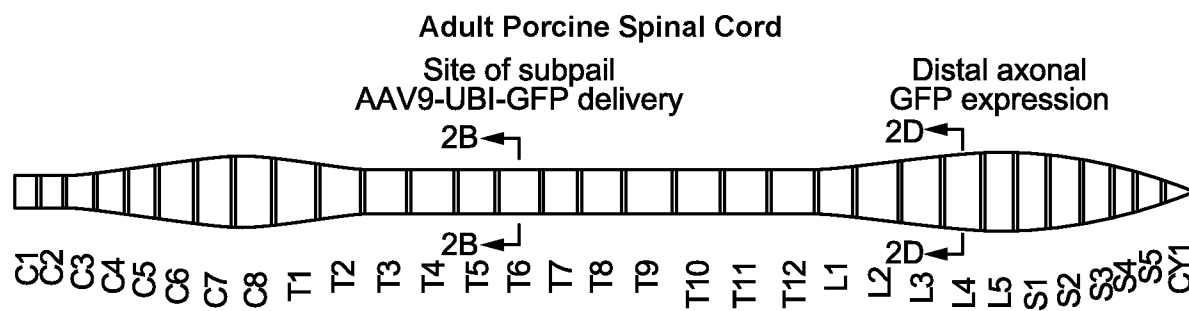 Adult Porcine Spinal Cord
Site of subpail
AAV9-UBI-GFP delivery
Distal axonal
GFP expression
2B
2D
2B
2D
C1 C2 C3 C4 C5 C6 C7 C8 T1 T2 T3 T4 T5 T6 T7 T8 T9 T10 T11 T12 L1 L2 L3 L4 L5 S1 S2 S3 S4 S5 CY1